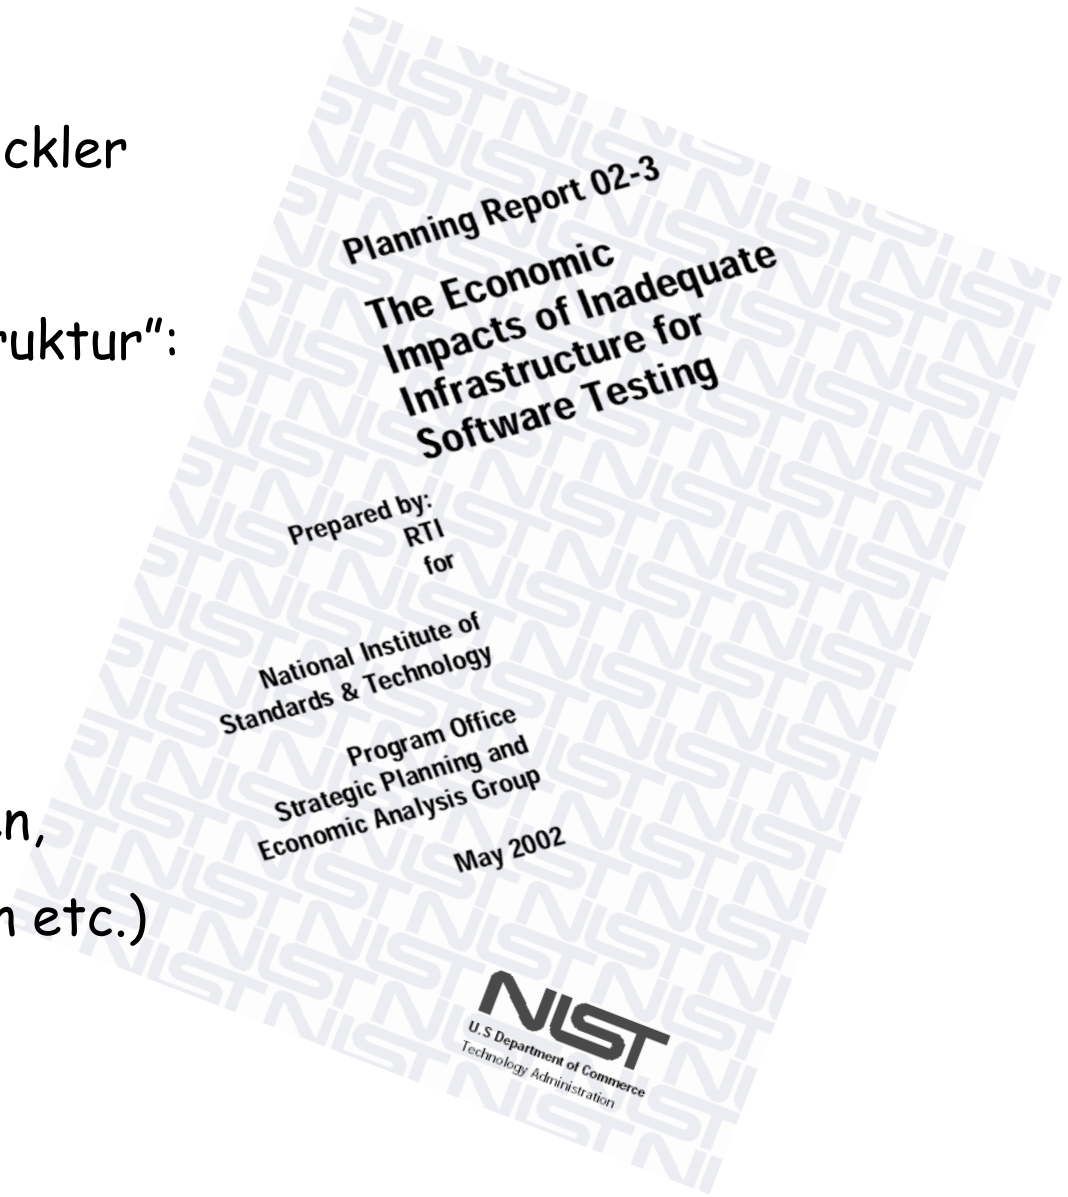 ckler
ruktur”:
n,
n etc.)
Planning Report 02-3
The Economic
Impacts of Inadequate
Infrastructure for
Software Testing
Prepared by:
RTI
for
National Institute of
Standards & Technology
Program Office
Strategic Planning and
Economic Analysis Group
May 2002
NIST
U.S Department of Commerce
Technology Administration